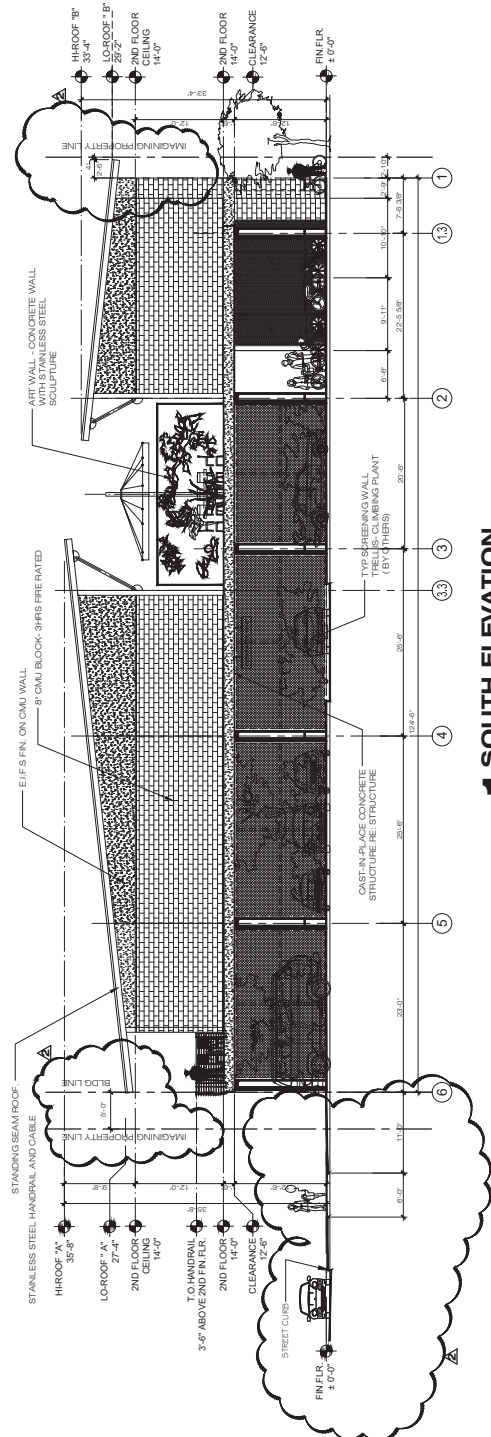 STANDING SEAM ROOF
STAINLESS STEEL HANDRAIL AND CABLE
E.I.F.S FIN. ON CMU WALL
8" CMU BLOCK- 3HRS FIRE RATED
ART WALL - CONCRETE WALL
WITH STAINLESS STEEL
SCULPTURE
HI-ROOF "A"
35'-8"
LO-ROOF "A"
27'-4"
2ND FLOOR
CEILING
14'-0"
T.O.HANDRAIL
3'-6" ABOVE 2ND FIN.FLR.
2ND FLOOR
14'-0"
CLEARANCE
12'-6"
FIN.FLR.
± 0'-0"
STREET CURB
2
2
IMAGINING PROPERTY LINE
BLDG LINE
5'-0"
9'-8"
12'-0"
35'-8"
HI-ROOF "B"
33'-4"
LO-ROOF "B"
29'-2"
2ND FLOOR
CEILING
14'-0"
2ND FLOOR
14'-0"
CLEARANCE
12'-6"
FIN.FLR.
± 0'-0"
2
IMAGINING PROPERTY LINE
2'-6"
12'-0"
33'-4"
12'-6"
6'-0"
11'-0"
23'-0"
25'-6"
20'-6"
6'-6"
9'-11"
22'-5 5/8"
7'-6 3/8"
124'-6"
6
5
4
3.3
3
2
1.3
1
CAST-IN-PLACE CONCRETE
STRUCTURE.RE: STRUCTURE
TYP.SCREENING WALL
TRELLIS- CLIMBING PLANT
( BY OTHERS)
1 SOUTH ELEVATION